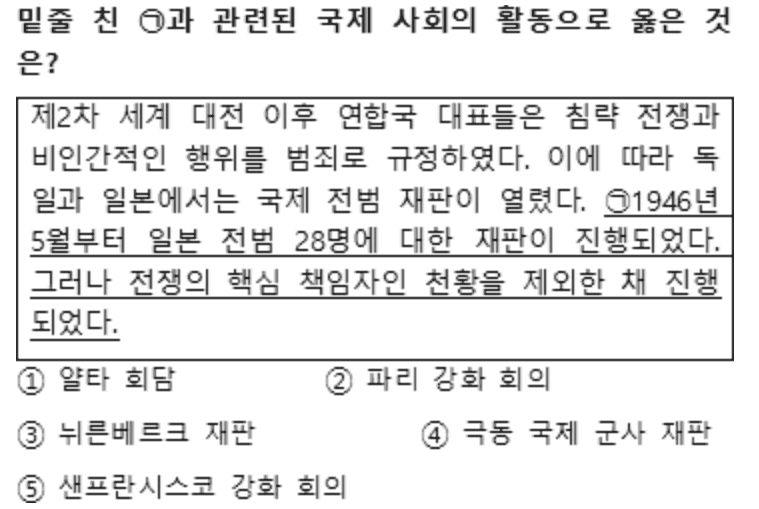 밑줄 친 ㉠과 관련된 국제 사회의 활동으로 옳은 것
은?
제2차 세계 대전 이후 연합국 대표들은 침략 전쟁과
비인간적인 행위를 범죄로 규정하였다. 이에 따라 독
일과 일본에서는 국제 전범 재판이 열렸다. ㉠1946년
5월부터 일본 전범 28명에 대한 재판이 진행되었다.
그러나 전쟁의 핵심 책임자인 천황을 제외한 채 진행
되었다.
① 얄타 회담 ② 파리 강화 회의
③ 뉘른베르크 재판 ④ 극동 국제 군사 재판
⑤ 샌프란시스코 강화 회의